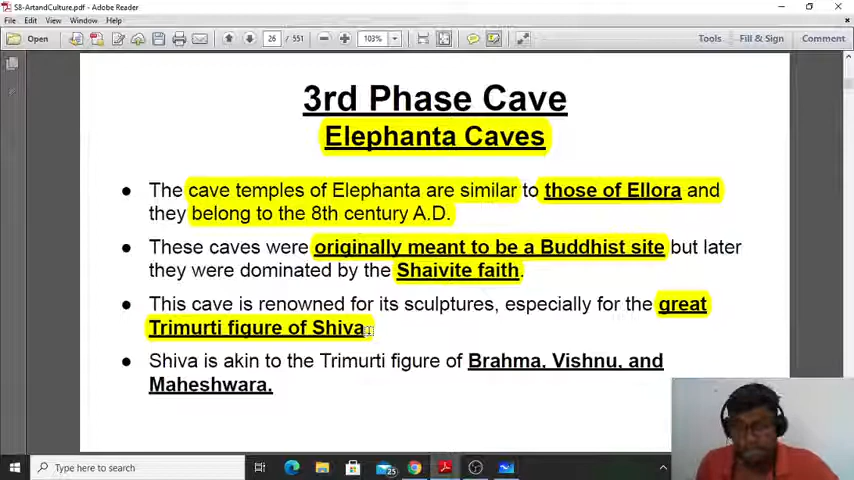 S8-ArtandCulture.pdf - Adobe Reader
File Edit View Window Help
Open 26 / 551 103% Tools Fill & Sign Comment
3rd Phase Cave
Elephanta Caves
● The cave temples of Elephanta are similar to those of Ellora and
they belong to the 8th century A.D.
● These caves were originally meant to be a Buddhist site but later
they were dominated by the Shaivite faith.
● This cave is renowned for its sculptures, especially for the great
Trimurti figure of Shiva
● Shiva is akin to the Trimurti figure of Brahma, Vishnu, and
Maheshwara.
Type here to search 25